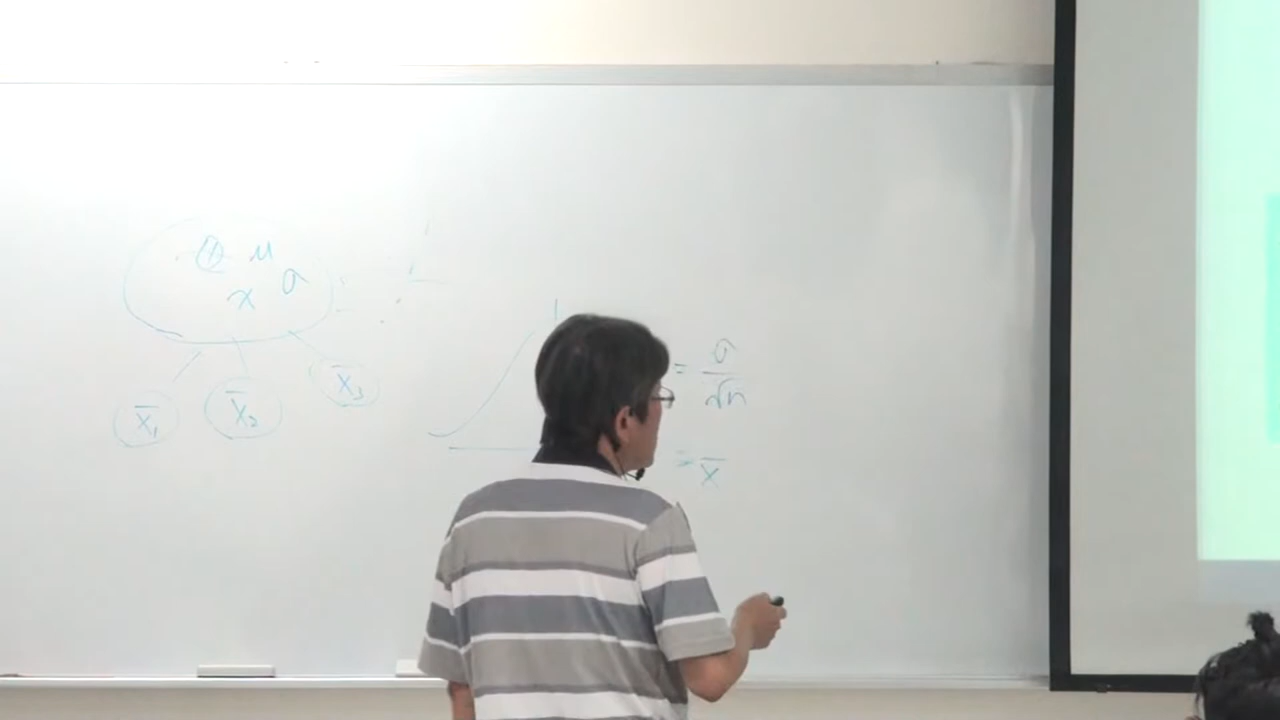 μ
x σ
x̄₁ x̄₂ x̄₃
= σ/√n
= x̄